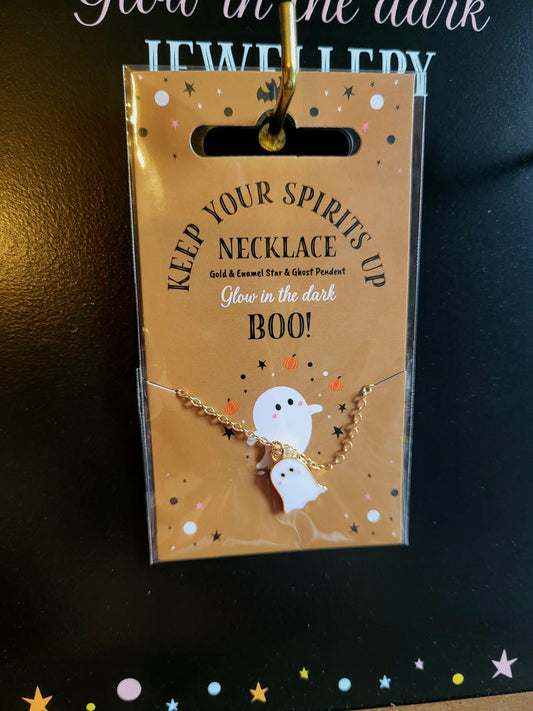 Glow in the dark
JEWELLERY
KEEP YOUR SPIRITS UP
NECKLACE
Gold & Enamel Star & Ghost Pendent
Glow in the dark
BOO!